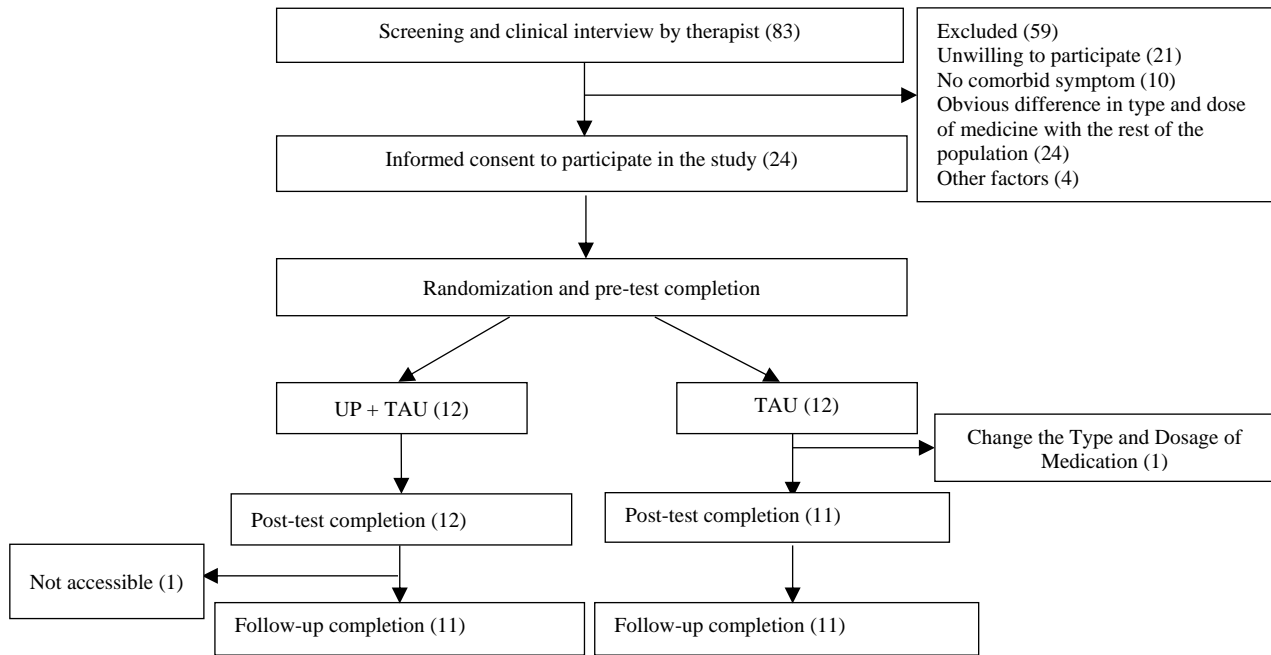 Screening and clinical interview by therapist (83)
Excluded (59)
Unwilling to participate (21)
No comorbid symptom (10)
Obvious difference in type and dose
of medicine with the rest of the
population (24)
Other factors (4)
Informed consent to participate in the study (24)
Randomization and pre-test completion
UP + TAU (12)
TAU (12)
Change the Type and Dosage of
Medication (1)
Post-test completion (12)
Post-test completion (11)
Not accessible (1)
Follow-up completion (11)
Follow-up completion (11)